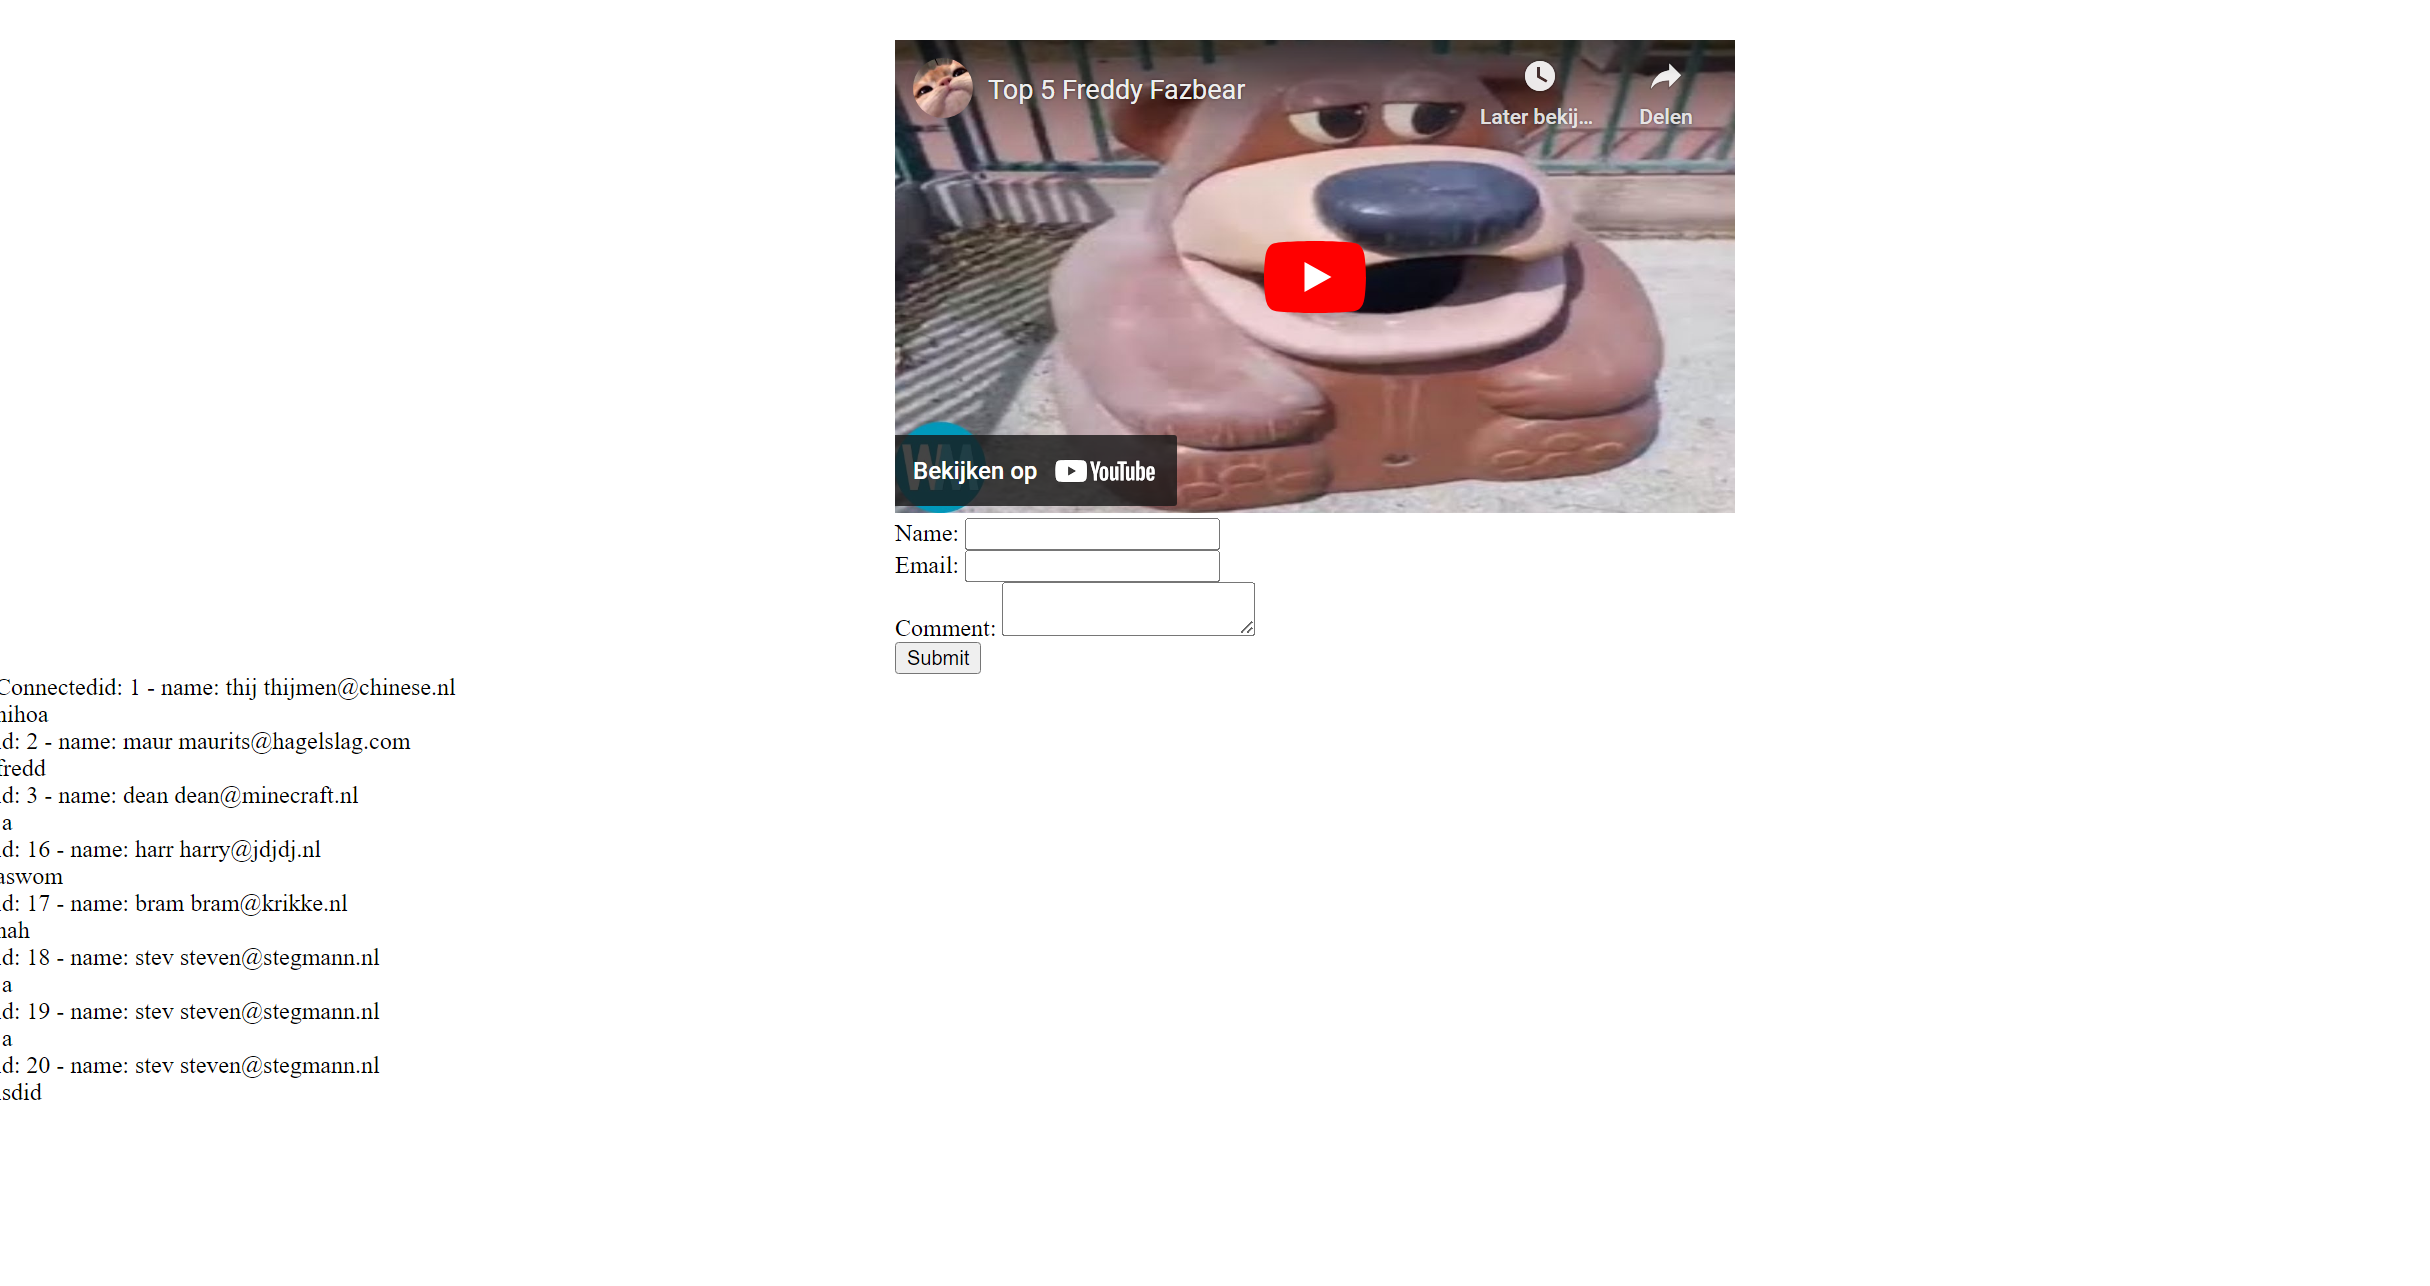 Top 5 Freddy Fazbear
Later bekij...
Delen
WM
Bekijken op YouTube
Name:
Email:
Comment:
Submit
Connectedid: 1 - name: thij thijmen@chinese.nl
nihoa
id: 2 - name: maur maurits@hagelslag.com
fredd
id: 3 - name: dean dean@minecraft.nl
a
id: 16 - name: harr harry@jdjdj.nl
aswom
id: 17 - name: bram bram@krikke.nl
nah
id: 18 - name: stev steven@stegmann.nl
a
id: 19 - name: stev steven@stegmann.nl
a
id: 20 - name: stev steven@stegmann.nl
sdid